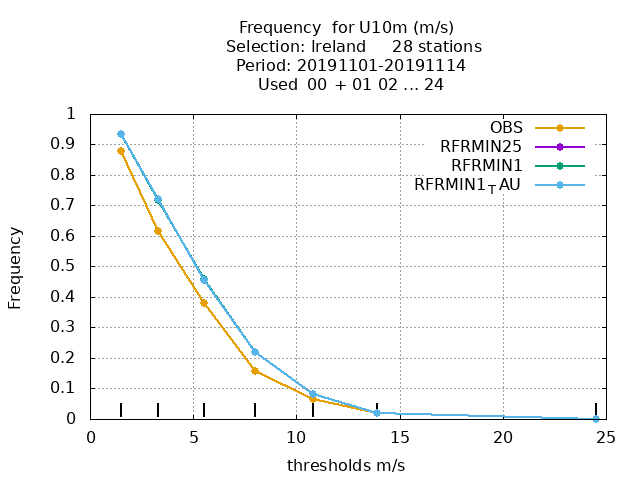 Frequency  for U10m (m/s)
Selection: Ireland     28 stations
Period: 20191101-20191114
Used  00 + 01 02 ... 24
1
0.9
0.8
0.7
0.6
0.5
0.4
0.3
0.2
0.1
0
Frequency
OBS
RFRMIN25
RFRMIN1
RFRMIN1TAU
0 5 10 15 20 25
thresholds m/s